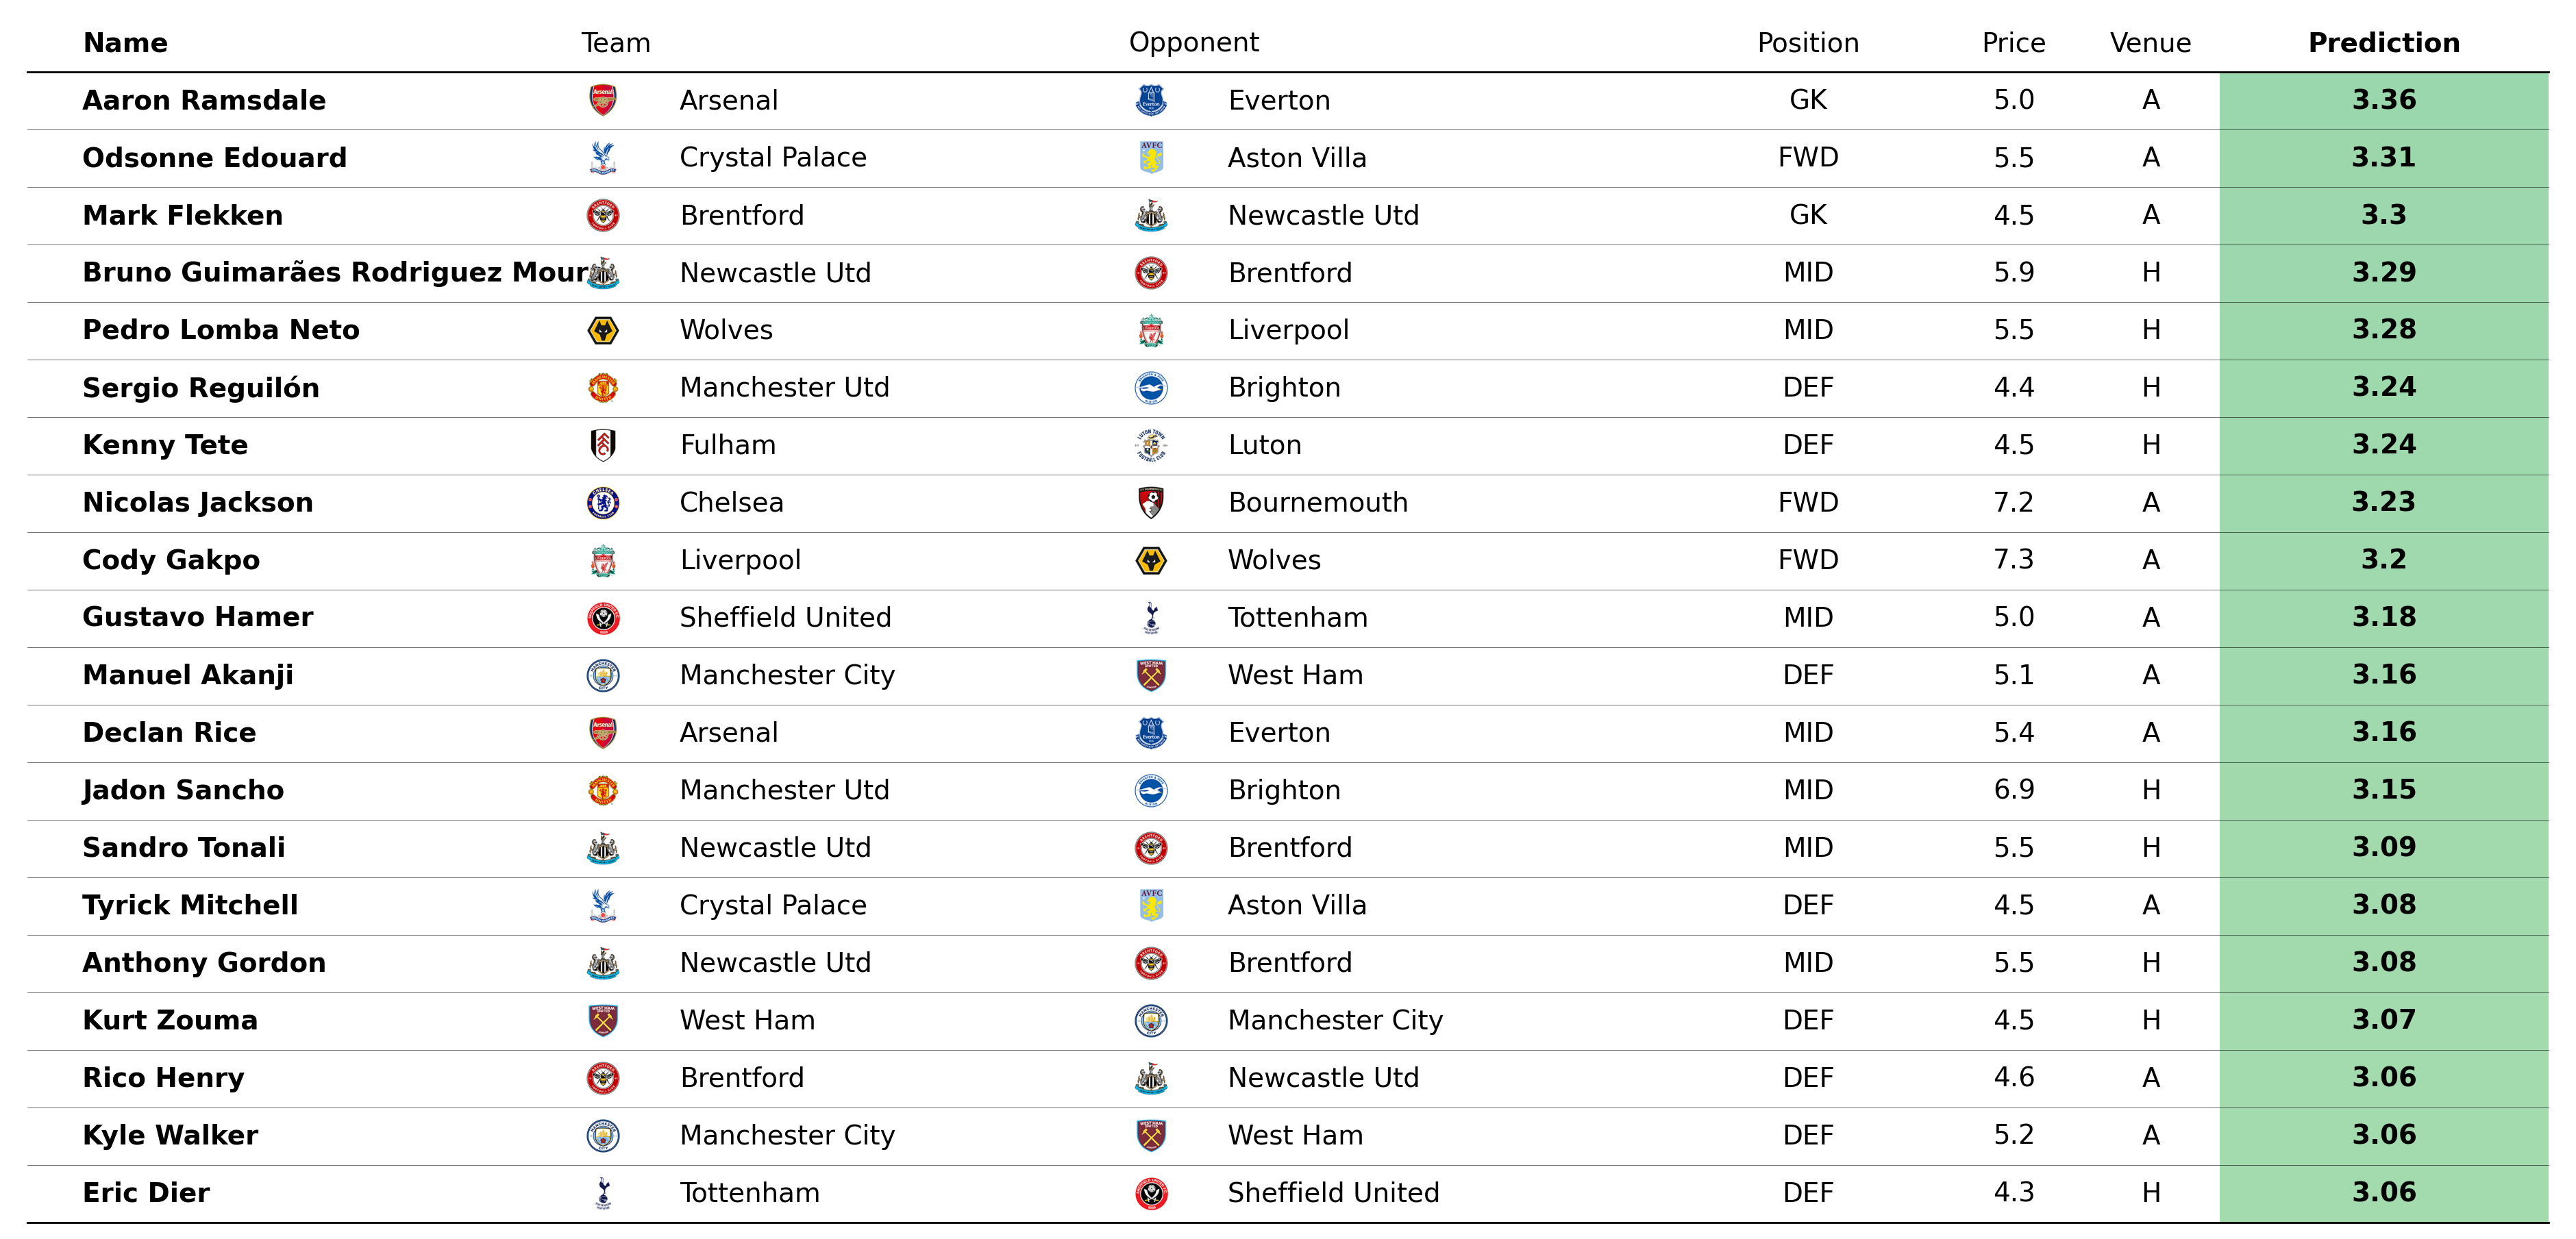 Name Team Opponent Position Price Venue Prediction
Aaron Ramsdale Arsenal Everton GK 5.0 A 3.36
Odsonne Edouard Crystal Palace Aston Villa FWD 5.5 A 3.31
Mark Flekken Brentford Newcastle Utd GK 4.5 A 3.3
Bruno Guimarães Rodriguez Mour Newcastle Utd Brentford MID 5.9 H 3.29
Pedro Lomba Neto Wolves Liverpool MID 5.5 H 3.28
Sergio Reguilón Manchester Utd Brighton DEF 4.4 H 3.24
Kenny Tete Fulham Luton DEF 4.5 H 3.24
Nicolas Jackson Chelsea Bournemouth FWD 7.2 A 3.23
Cody Gakpo Liverpool Wolves FWD 7.3 A 3.2
Gustavo Hamer Sheffield United Tottenham MID 5.0 A 3.18
Manuel Akanji Manchester City West Ham DEF 5.1 A 3.16
Declan Rice Arsenal Everton MID 5.4 A 3.16
Jadon Sancho Manchester Utd Brighton MID 6.9 H 3.15
Sandro Tonali Newcastle Utd Brentford MID 5.5 H 3.09
Tyrick Mitchell Crystal Palace Aston Villa DEF 4.5 A 3.08
Anthony Gordon Newcastle Utd Brentford MID 5.5 H 3.08
Kurt Zouma West Ham Manchester City DEF 4.5 H 3.07
Rico Henry Brentford Newcastle Utd DEF 4.6 A 3.06
Kyle Walker Manchester City West Ham DEF 5.2 A 3.06
Eric Dier Tottenham Sheffield United DEF 4.3 H 3.06